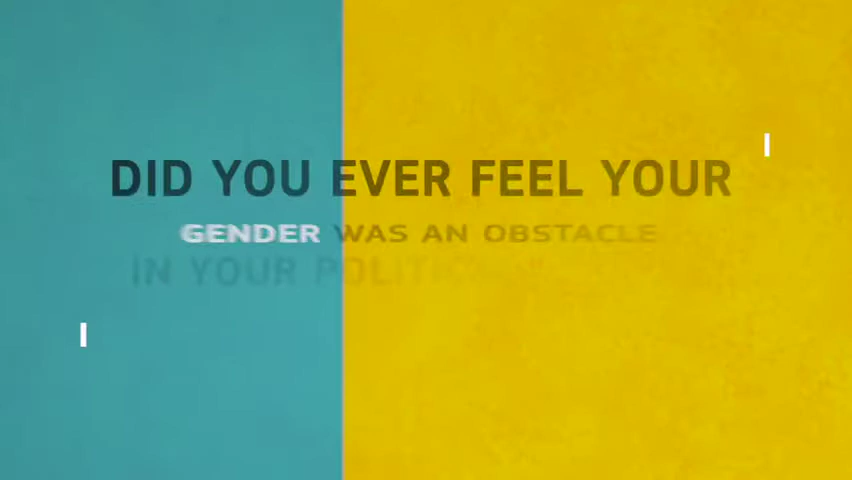 DID YOU EVER FEEL YOUR
GENDER WAS AN OBSTACLE
IN YOUR